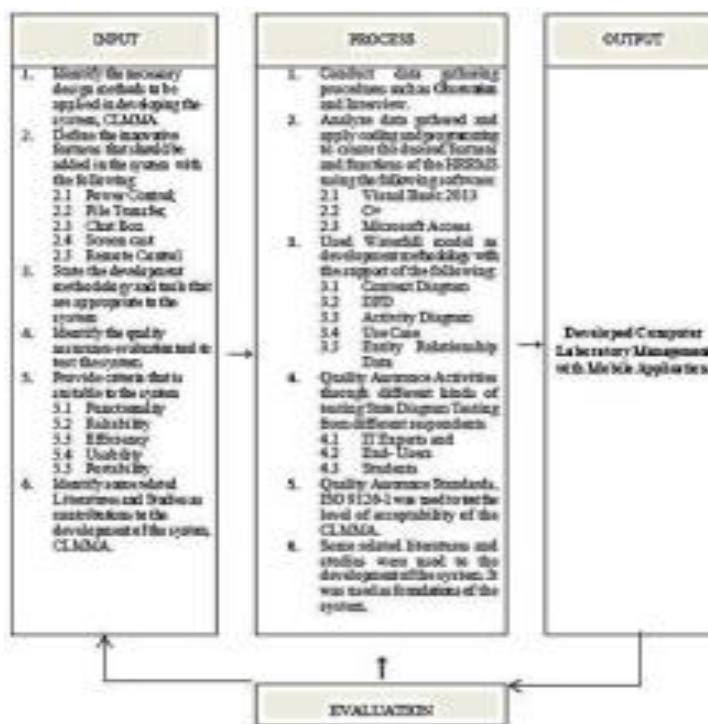 INPUT
1. Identify the necessary
design methods to be
applied in developing the
system, CLMMA
2. Define the innovative
features that should be
added in the system with
the following:
2.1 Power Control;
2.2 File Transfer;
2.3 Chat Box
2.4 Screen cast
2.5 Remote Control
3. State the development
methodology and tools that
are appropriate to the
system
4. Identify the quality
assurance evaluation tool to
test the system.
5. Provide criteria that is
suitable to the system
5.1 Functionality
5.2 Reliability
5.3 Efficiency
5.4 Usability
5.5 Portability
6. Identify some related
Literatures and Studies as
contributions to the
development of the system,
CLMMA.
PROCESS
1. Conduct data gathering
procedures such as Observation
and Interview.
2. Analyze data gathered and
apply coding and programming
to create the desired features
and functions of the
using the following software:
2.1 Visual Basic 2013
2.2
2.3 Microsoft Access
3. Used Waterfall model as
development methodology with
the support of the following:
3.1 Context Diagram
3.2 DFD
3.3 Activity Diagram
3.4 Use Case
3.5 Entity Relationship
Data
4. Quality Assurance Activities
through different kinds of
testing State Diagram Testing
from different respondents
4.1 IT Experts and
4.2 End- Users
4.3 Students
5. Quality Assurance Standards,
ISO 9126-1 was used to test the
level of acceptability of the
CLMMA.
6. Some related literatures and
studies were used to the
development of the system. It
was used as foundations of the
system.
OUTPUT
Developed Computer
Laboratory Management
with Mobile Application
EVALUATION